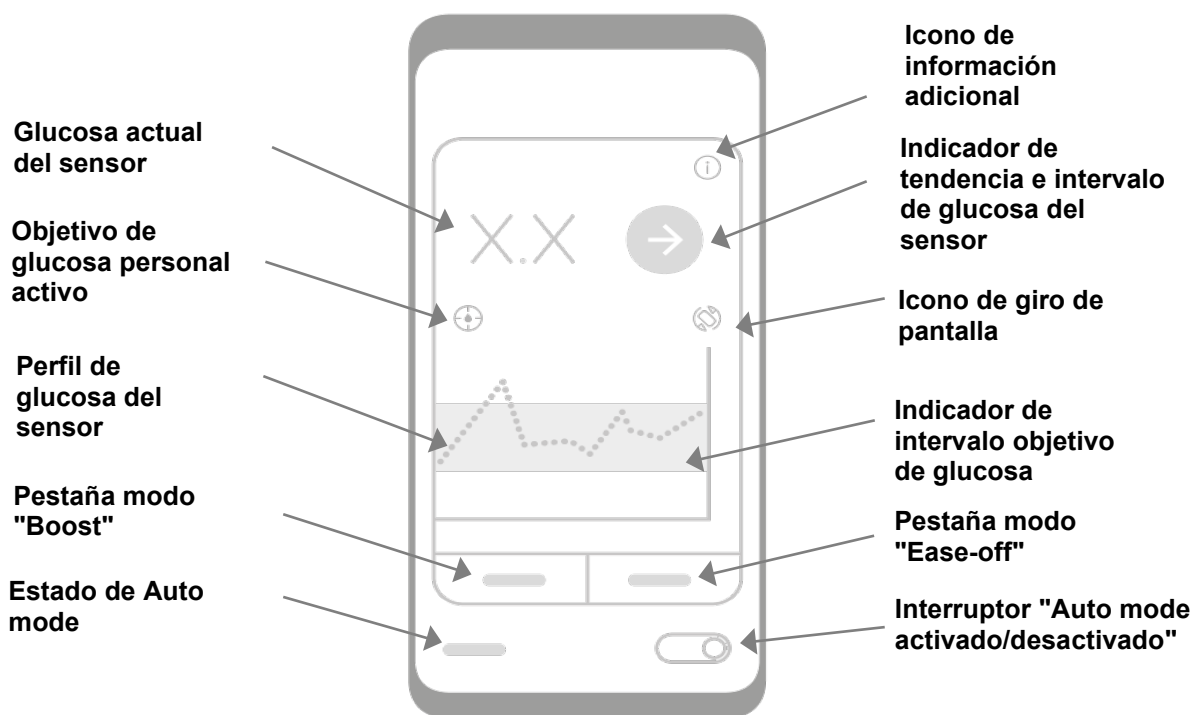 Glucosa actual
del sensor
Objetivo de
glucosa personal
activo
Perfil de
glucosa del
sensor
Pestaña modo
"Boost"
Estado de Auto
mode
X.X
i
Icono de
información
adicional
Indicador de
tendencia e intervalo
de glucosa del
sensor
Icono de giro de
pantalla
Indicador de
intervalo objetivo
de glucosa
Pestaña modo
"Ease-off"
Interruptor "Auto mode
activado/desactivado"